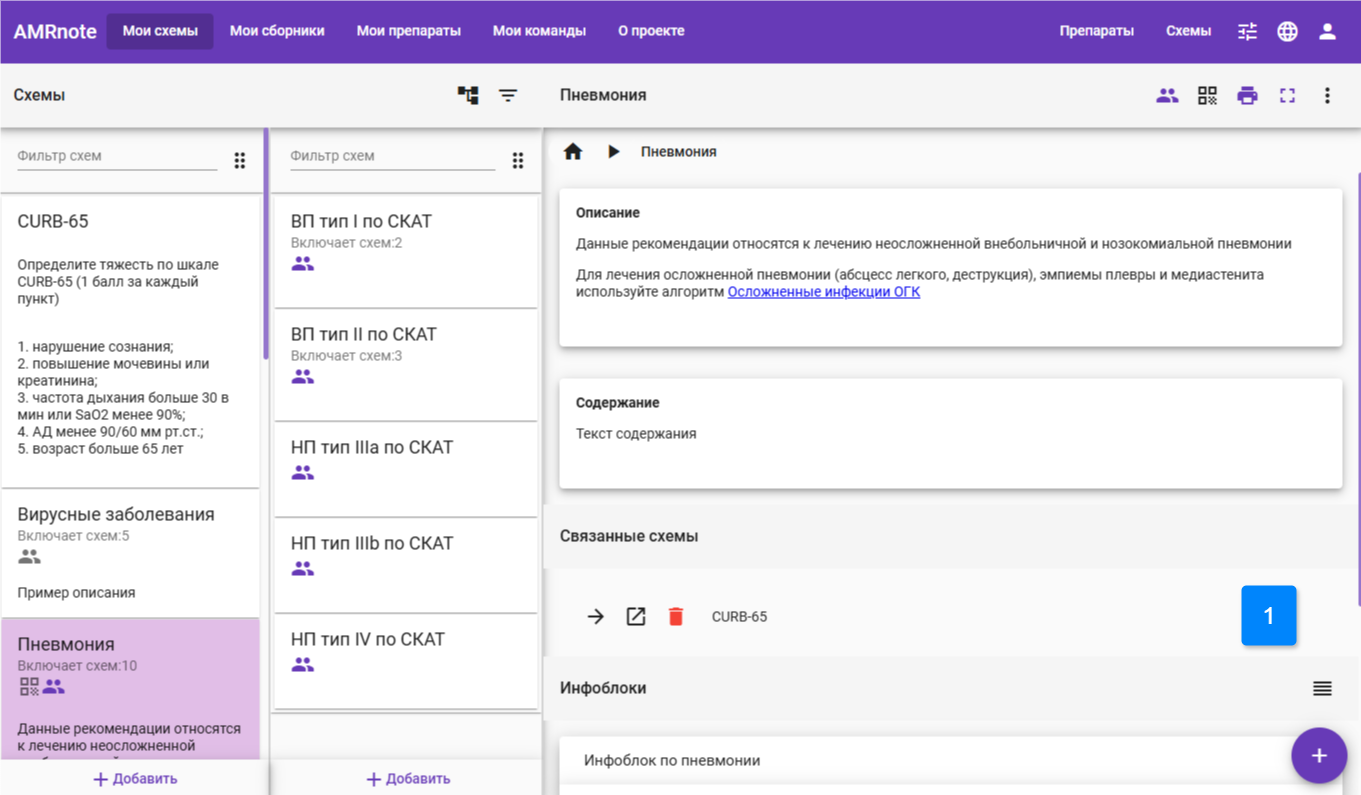 AMRnote Мои схемы Мои сборники Мои препараты Мои команды О проекте Препараты Схемы
Схемы
Фильтр схем
CURB-65
Определите тяжесть по шкале
CURB-65 (1 балл за каждый
пункт)
1. нарушение сознания;
2. повышение мочевины или
креатинина;
3. частота дыхания больше 30 в
мин или SaO2 менее 90%;
4. АД менее 90/60 мм рт.ст.;
5. возраст больше 65 лет
Вирусные заболевания
Включает схем:5
Пример описания
Пневмония
Включает схем:10
Данные рекомендации относятся
к лечению неосложненной
+ Добавить
Фильтр схем
ВП тип I по СКАТ
Включает схем:2
ВП тип II по СКАТ
Включает схем:3
НП тип IIIa по СКАТ
НП тип IIIb по СКАТ
НП тип IV по СКАТ
+ Добавить
Пневмония
Пневмония
Описание
Данные рекомендации относятся к лечению неосложненной внебольничной и нозокомиальной пневмонии
Для лечения осложненной пневмонии (абсцесс легкого, деструкция), эмпиемы плевры и медиастенита
используйте алгоритм Осложненные инфекции ОГК
Содержание
Текст содержания
Связанные схемы
CURB-65
1
Инфоблоки
Инфоблок по пневмонии
+